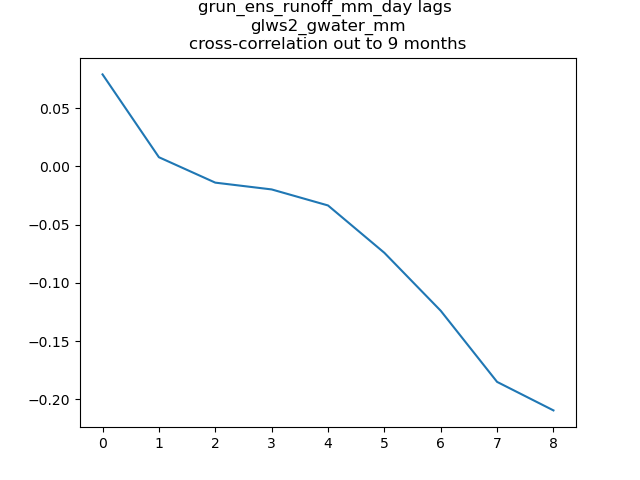 grun_ens_runoff_mm_day lags
glws2_gwater_mm
cross-correlation out to 9 months
0.05
0.00
−0.05
−0.10
−0.15
−0.20
0 1 2 3 4 5 6 7 8